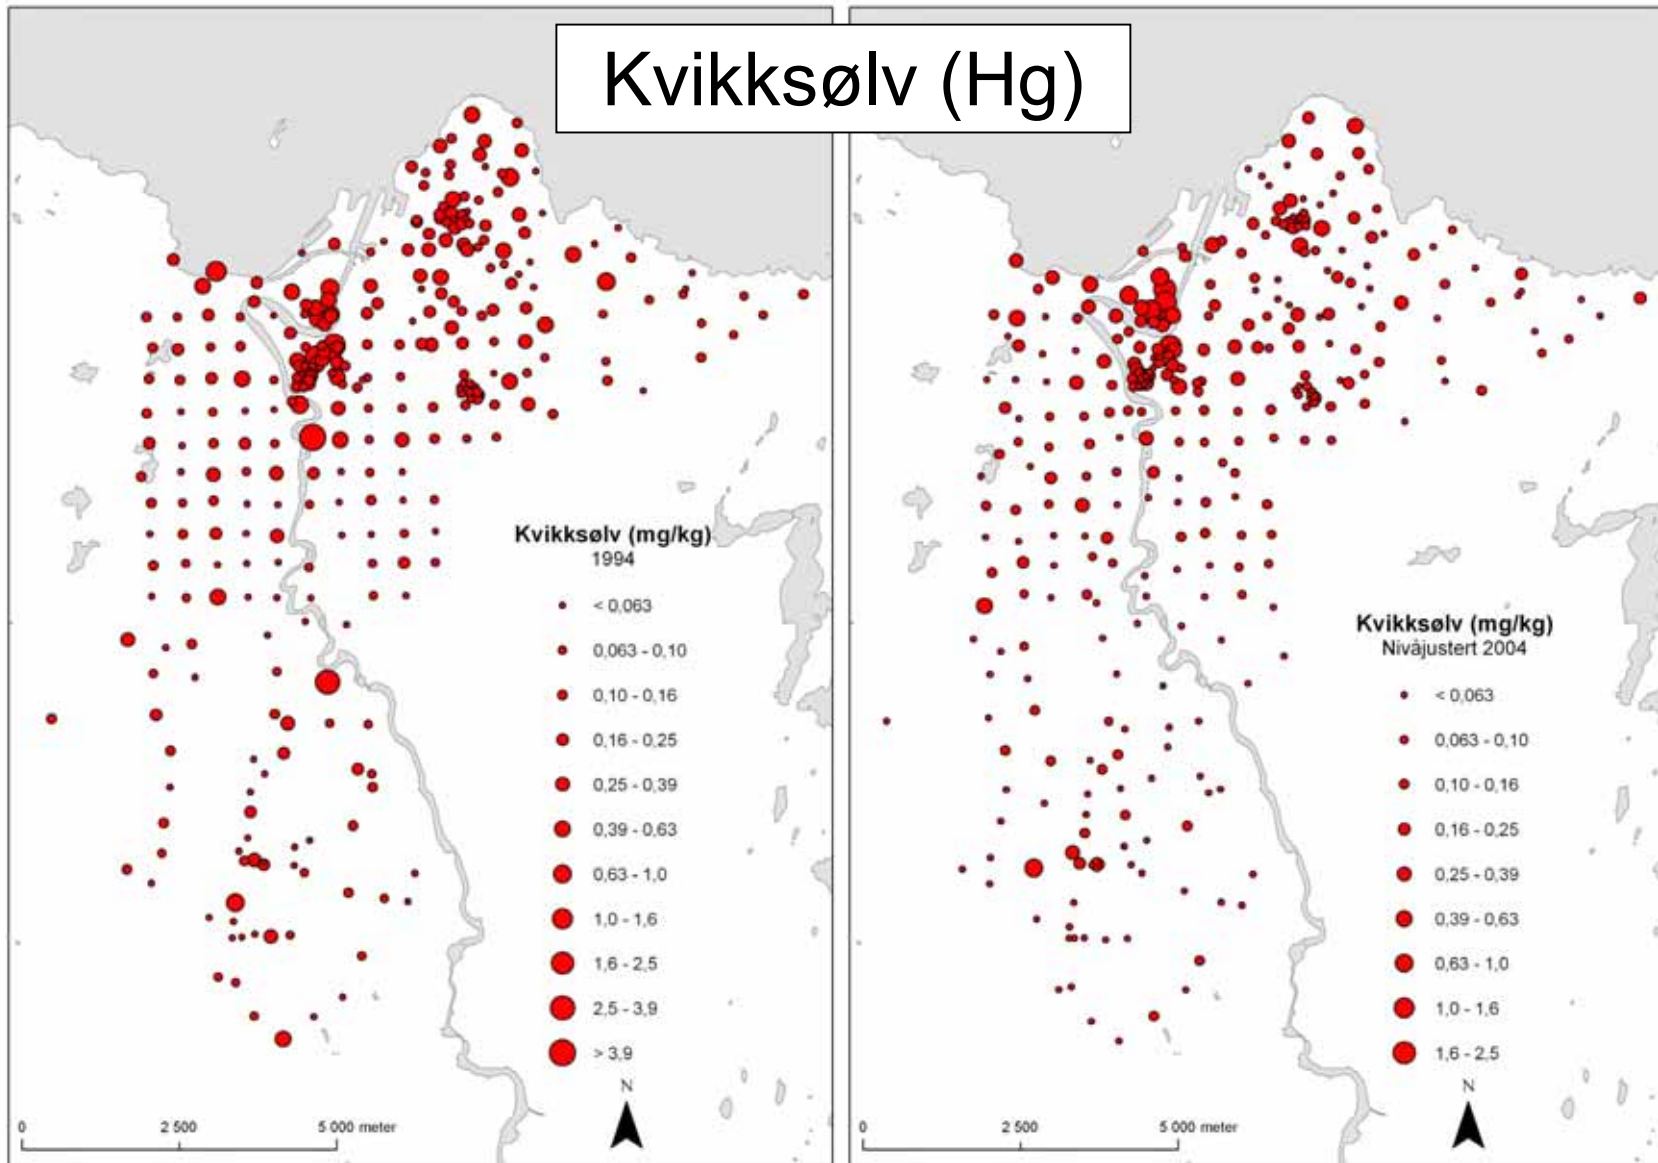 Kvikksølv (Hg)
Kvikksølv (mg/kg)
1994
< 0,063
0,063 - 0,10
0,10 - 0,16
0,16 - 0,25
0,25 - 0,39
0,39 - 0,63
0,63 - 1,0
1,0 - 1,6
1,6 - 2,5
2,5 - 3,9
> 3,9
N
0 2 500 5 000 meter
Kvikksølv (mg/kg)
Nivåjustert 2004
< 0,063
0,063 - 0,10
0,10 - 0,16
0,16 - 0,25
0,25 - 0,39
0,39 - 0,63
0,63 - 1,0
1,0 - 1,6
1,6 - 2,5
N
0 2 500 5 000 meter